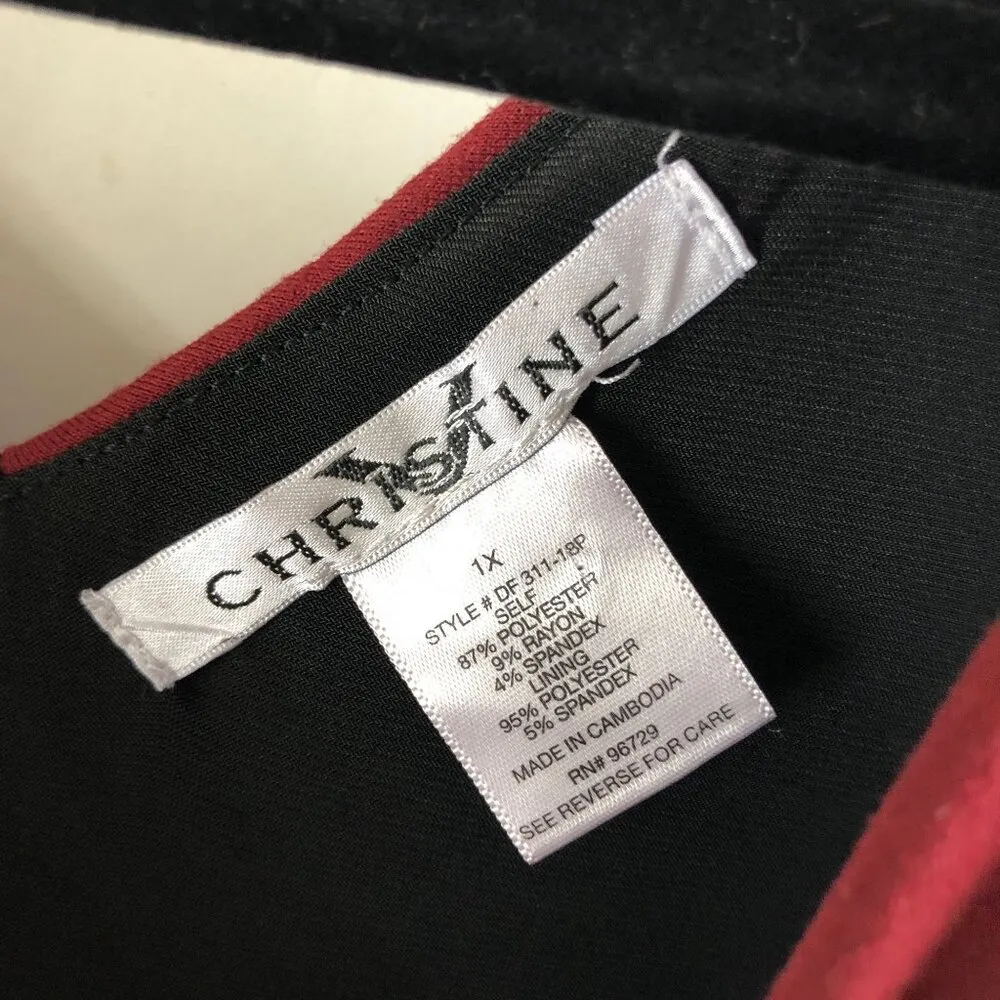 CHRISTINE
V
1X
STYLE # DF 311-18P
SELF
87% POLYESTER
9% RAYON
4% SPANDEX
LINING
95% POLYESTER
5% SPANDEX
MADE IN CAMBODIA
RN# 96729
SEE REVERSE FOR CARE